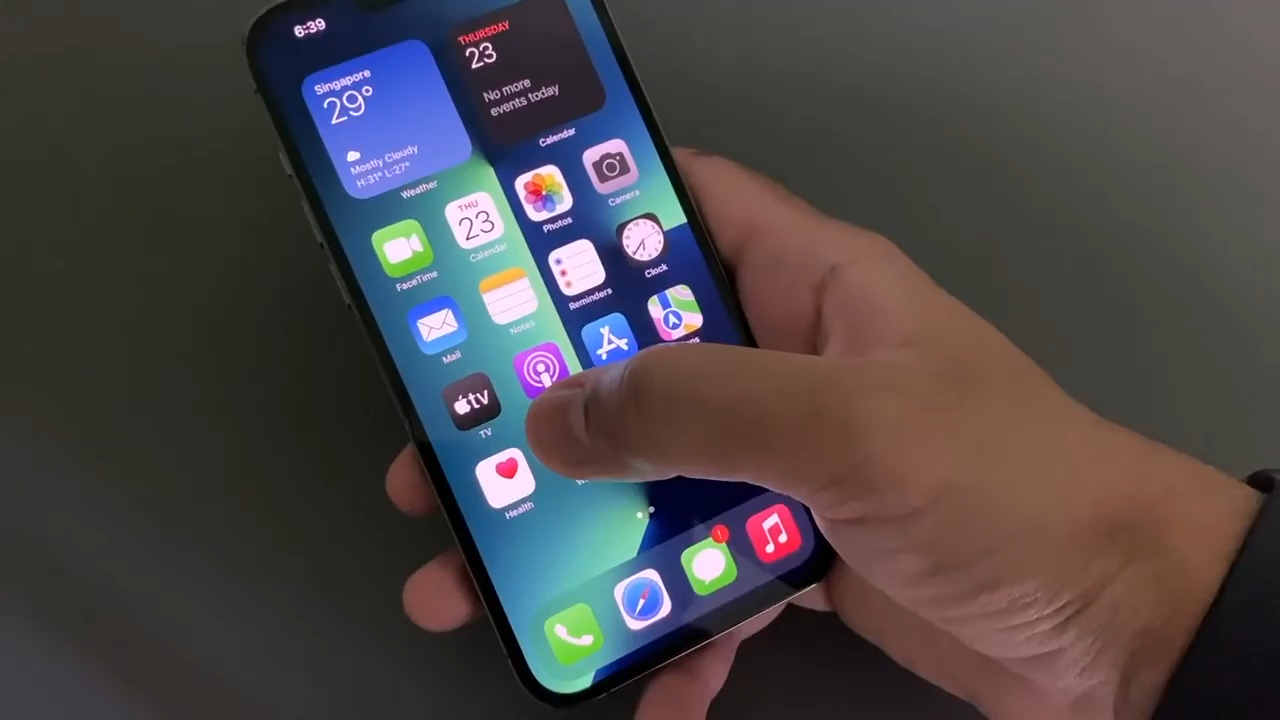 6:39
Singapore
29°
Mostly Cloudy
H:31° L:27°
Weather
THURSDAY
23
No more
events today
Calendar
FaceTime
THU
23
Calendar
Photos
Camera
Mail
Notes
Reminders
Clock
tv
TV
Health